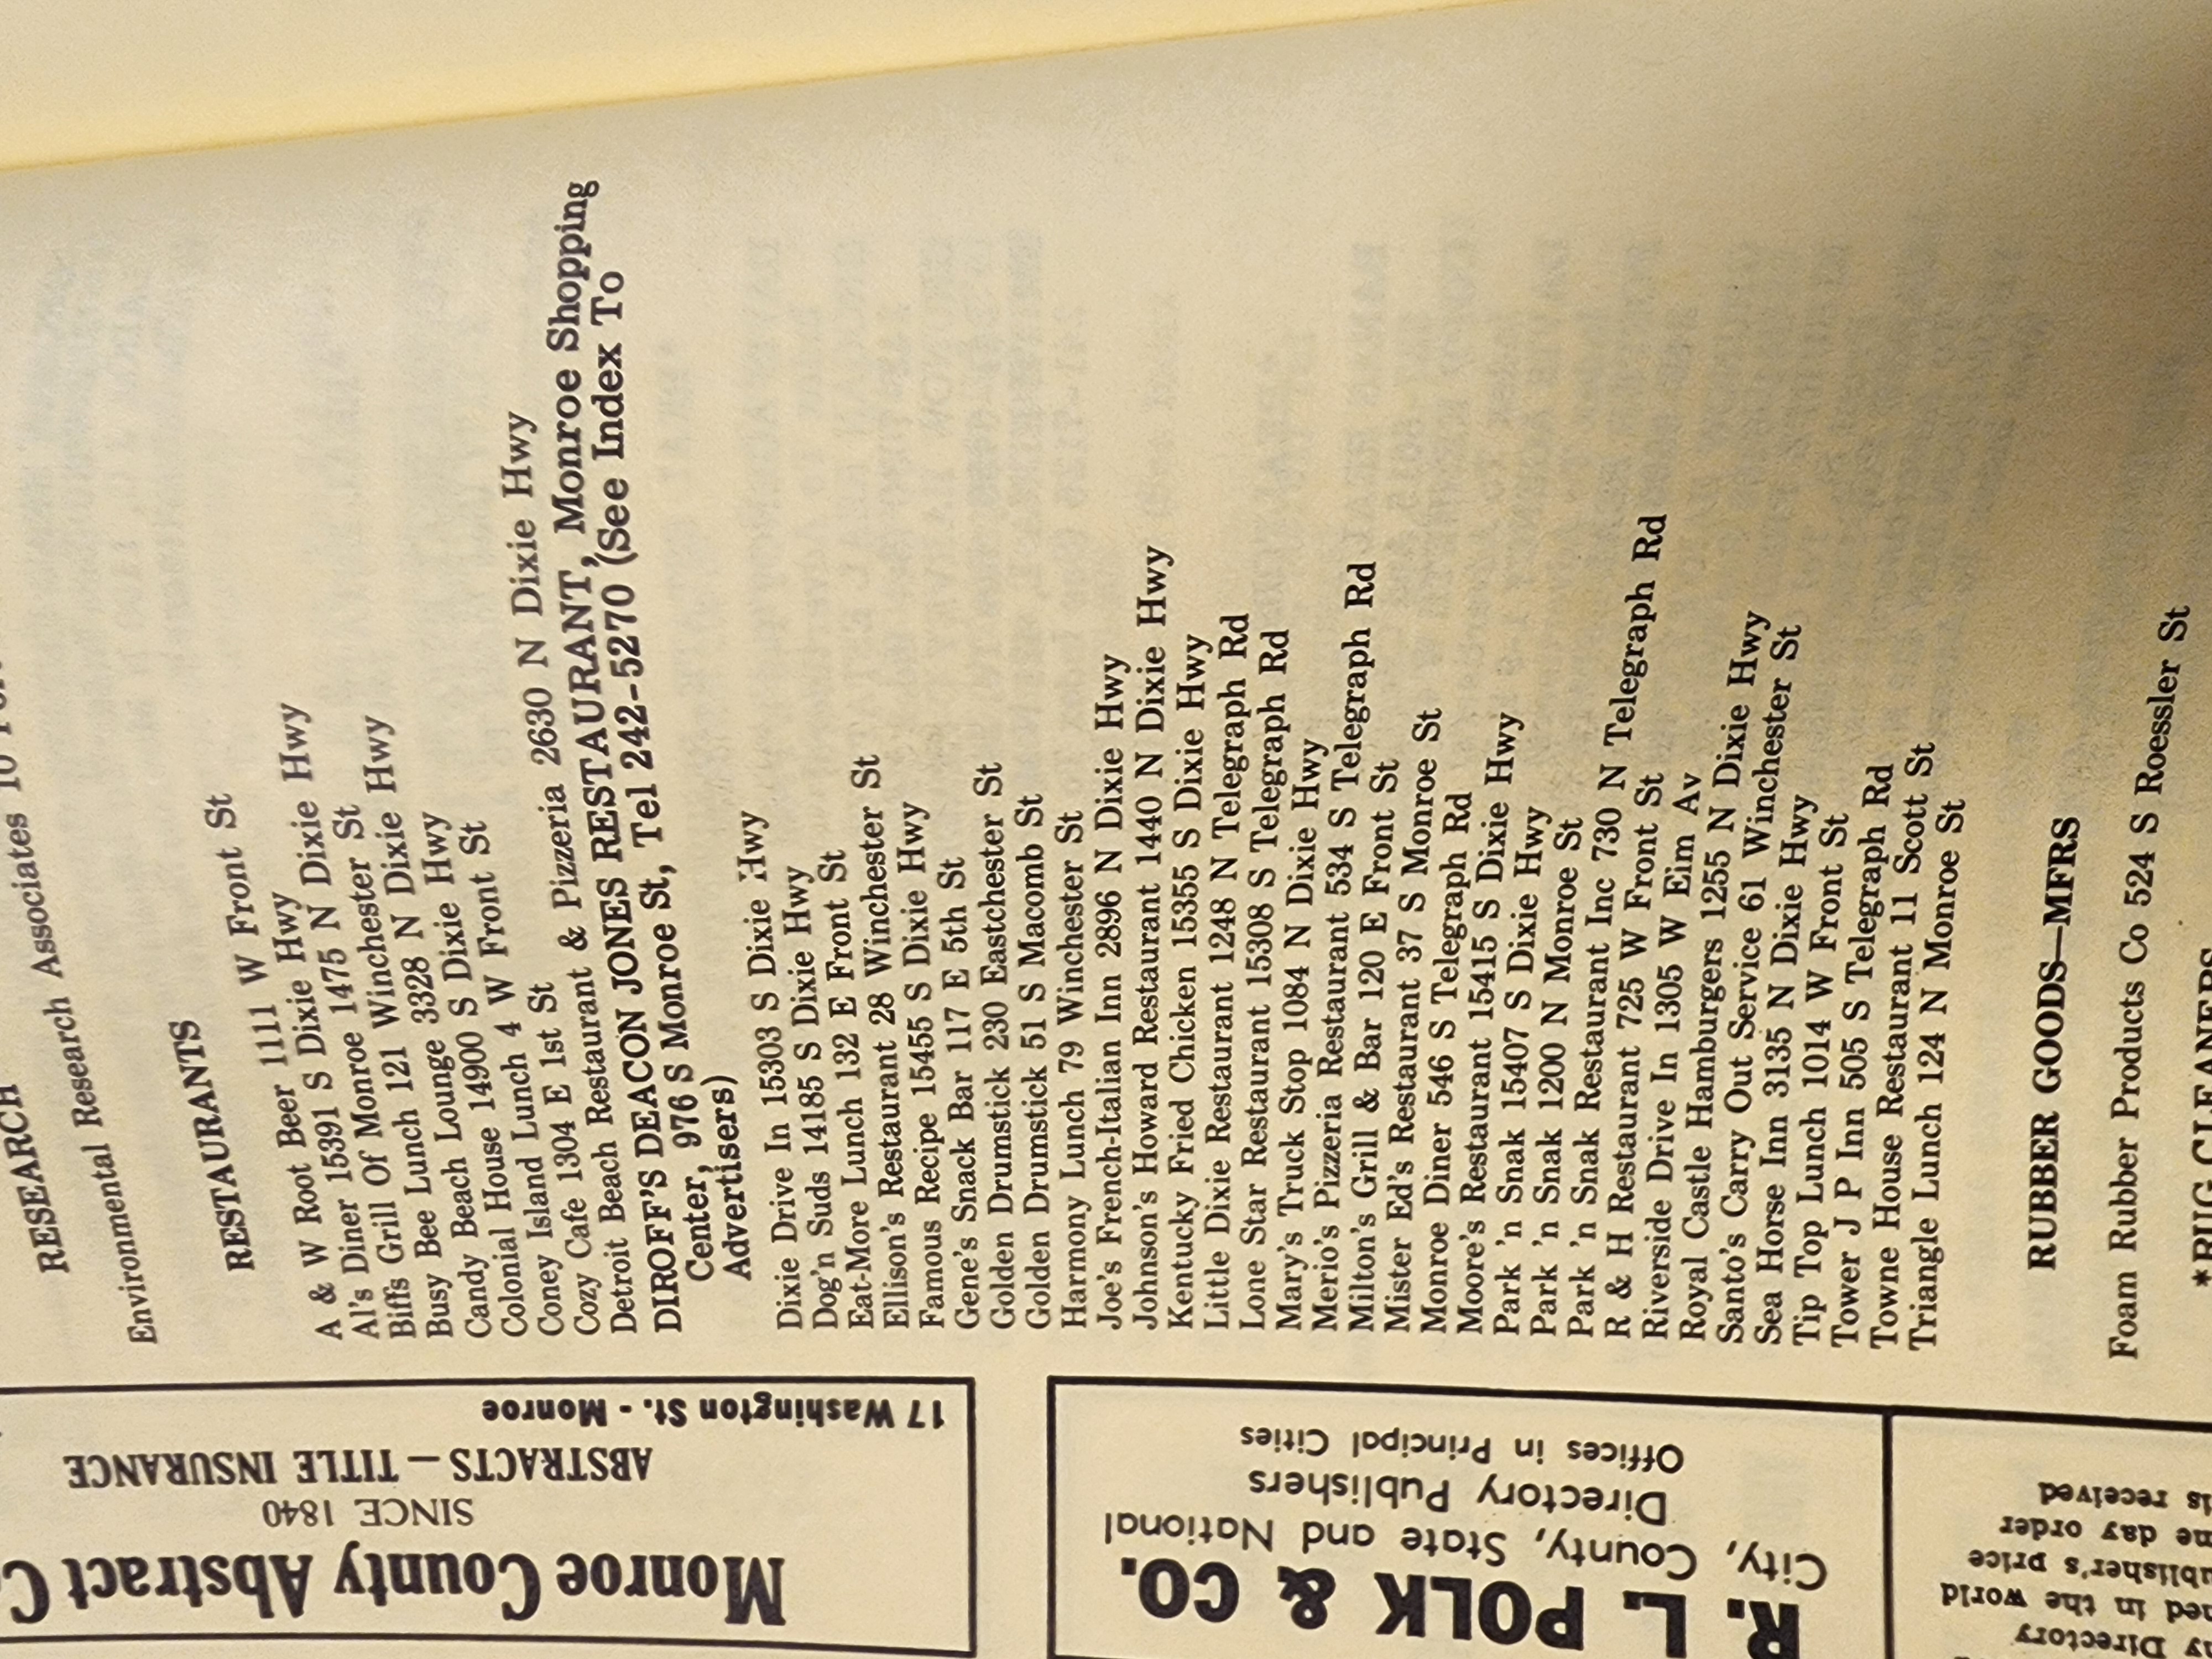 RESEARCH
Environmental Research Associates 10
RESTAURANTS
A & W Root Beer 1111 W Front St
Al's Diner 15391 S Dixie Hwy
Biffs Grill Of Monroe 1475 N Dixie Hwy
Busy Bee Lunch 121 Winchester St
Candy Beach Lounge 3328 N Dixie Hwy
Colonial House 14900 S Dixie Hwy
Coney Island Lunch 4 W Front St
Cozy Cafe 1304 E 1st St
Detroit Beach Restaurant & Pizzeria 2630 N Dixie Hwy
DIROFF'S DEACON JONES RESTAURANT, Monroe Shopping
Center, 976 S Monroe St, Tel 242-5270 (See Index To
Advertisers)
Dixie Drive In 15303 S Dixie Hwy
Dog'n Suds 14185 S Dixie Hwy
Eat-More Lunch 132 E Front St
Ellison's Restaurant 28 Winchester St
Famous Recipe 15455 S Dixie Hwy
Gene's Snack Bar 117 E 5th St
Golden Drumstick 230 Eastchester St
Golden Drumstick 51 S Macomb St
Harmony Lunch 79 Winchester St
Joe's French-Italian Inn 2896 N Dixie Hwy
Johnson's Howard Restaurant 1440 N Dixie Hwy
Kentucky Fried Chicken 15355 S Dixie Hwy
Little Dixie Restaurant 1248 N Telegraph Rd
Lone Star Restaurant 15308 S Telegraph Rd
Mary's Truck Stop 1084 N Dixie Hwy
Merio's Pizzeria Restaurant 534 S Telegraph Rd
Milton's Grill & Bar 120 E Front St
Mister Ed's Restaurant 37 S Monroe St
Monroe Diner 546 S Telegraph Rd
Moore's Restaurant 15415 S Dixie Hwy
Park 'n Snak 15407 S Dixie Hwy
Park 'n Snak 1200 N Monroe St
Park 'n Snak Restaurant Inc 730 N Telegraph Rd
R & H Restaurant 725 W Front St
Riverside Drive In 1305 W Elm Av
Royal Castle Hamburgers 1255 N Dixie Hwy
Santo's Carry Out Service 61 Winchester St
Sea Horse Inn 3135 N Dixie Hwy
Tip Top Lunch 1014 W Front St
Tower J P Inn 505 S Telegraph Rd
Towne House Restaurant 11 Scott St
Triangle Lunch 124 N Monroe St
RUBBER GOODS—MFRS
Foam Rubber Products Co 524 S Roessler St
*RUG CLEANERS
Monroe County Abstract
SINCE 1840
ABSTRACTS — TITLE INSURANCE
17 Washington St. - Monroe
R. L. POLK & CO.
City, County, State and National
Directory Publishers
Offices in Principal Cities
Directory
in the world
price
day order
is received